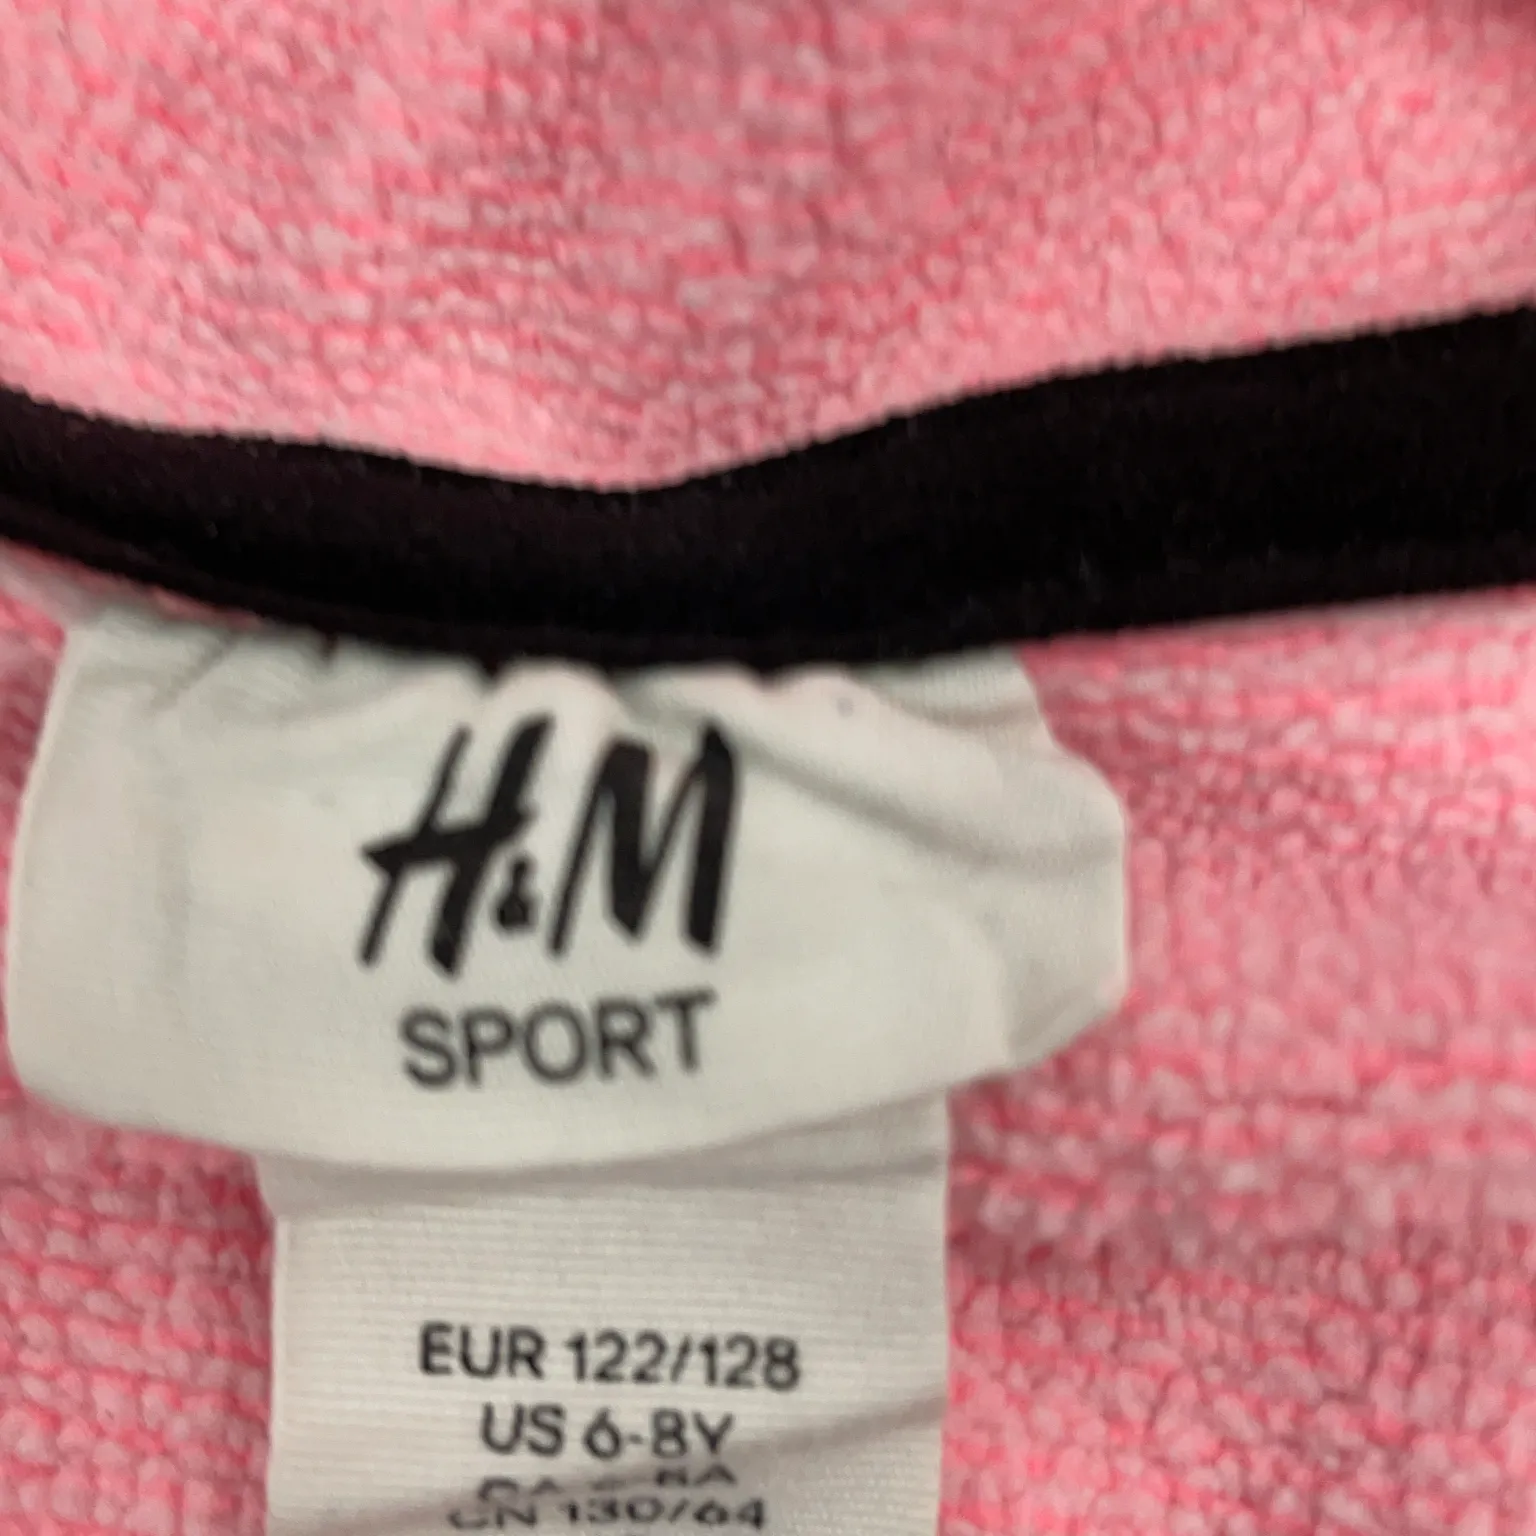 H&M
SPORT
EUR 122/128
US 6-8Y
CN 130/64